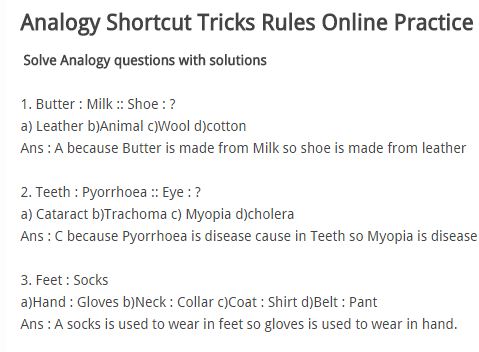 Analogy Shortcut Tricks Rules Online Practice
Solve Analogy questions with solutions
1. Butter : Milk :: Shoe : ?
a) Leather b)Animal c)Wool d)cotton
Ans : A because Butter is made from Milk so shoe is made from leather
2. Teeth : Pyorrhoea :: Eye : ?
a) Cataract b)Trachoma c) Myopia d)cholera
Ans : C because Pyorrhoea is disease cause in Teeth so Myopia is disease
3. Feet : Socks
a)Hand : Gloves b)Neck : Collar c)Coat : Shirt d)Belt : Pant
Ans : A socks is used to wear in feet so gloves is used to wear in hand.